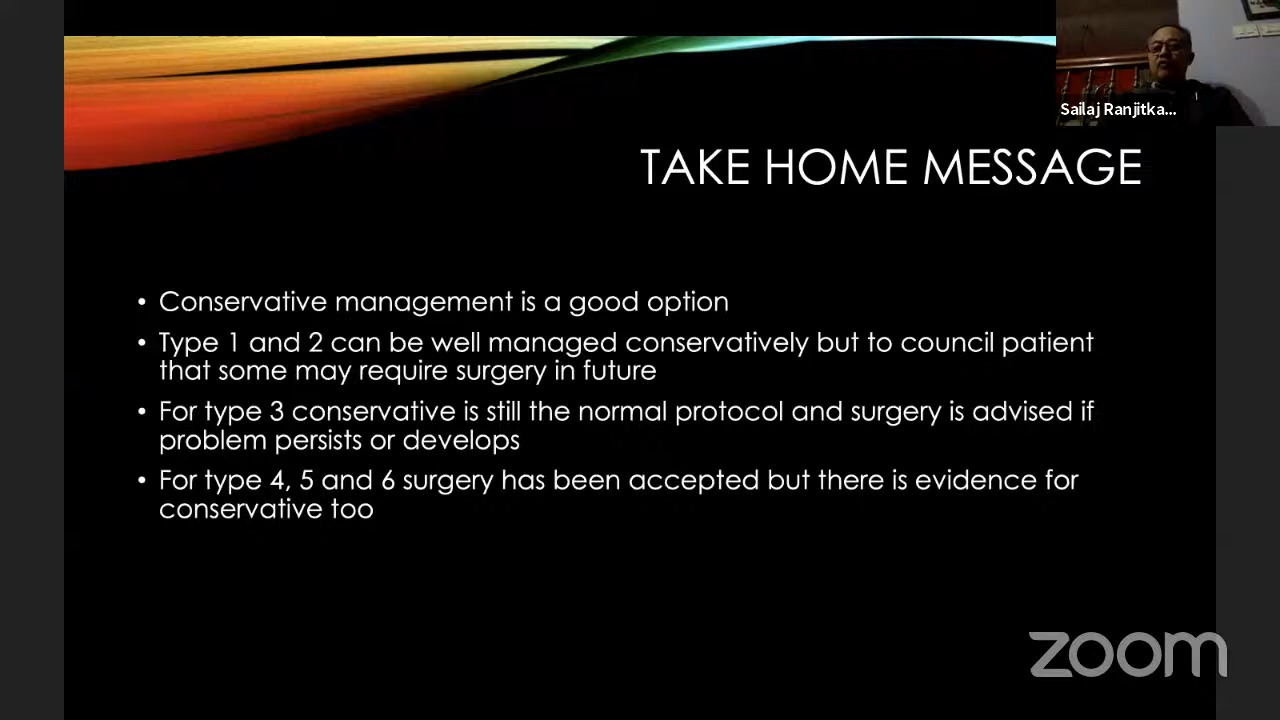 Sailaj Ranjitka...
TAKE HOME MESSAGE
• Conservative management is a good option
• Type 1 and 2 can be well managed conservatively but to council patient
that some may require surgery in future
• For type 3 conservative is still the normal protocol and surgery is advised if
problem persists or develops
• For type 4, 5 and 6 surgery has been accepted but there is evidence for
conservative too
zoom